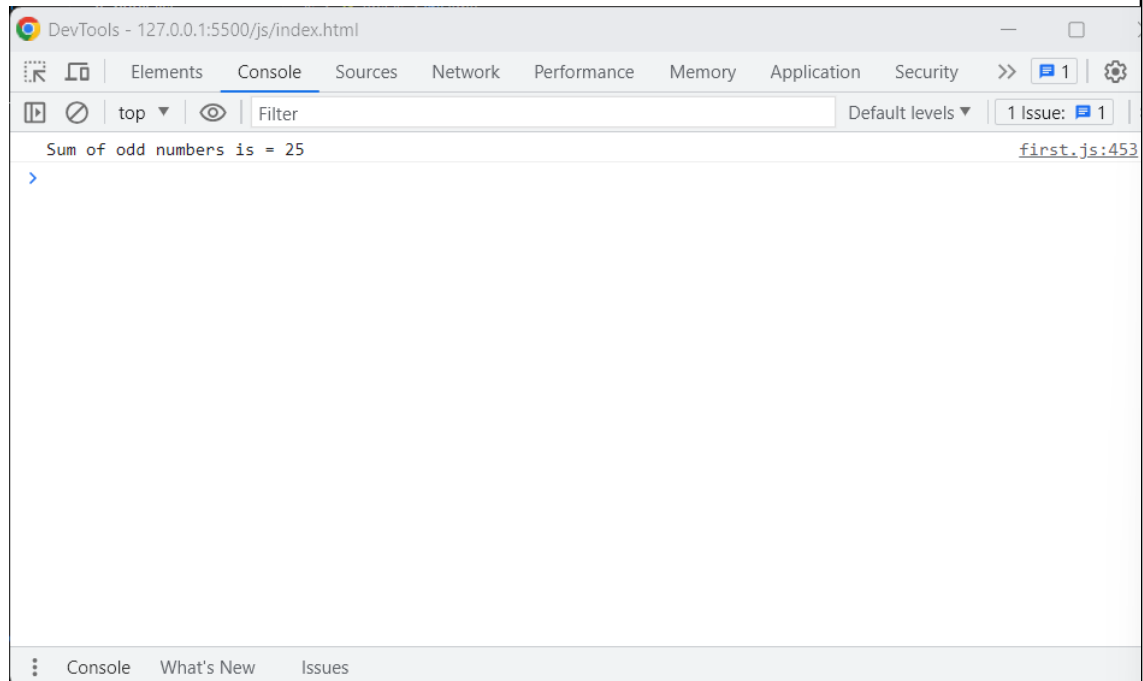 DevTools - 127.0.0.1:5500/js/index.html
Elements Console Sources Network Performance Memory Application Security 1
top Filter Default levels 1 Issue: 1
Sum of odd numbers is = 25 first.js:453
Console What's New Issues